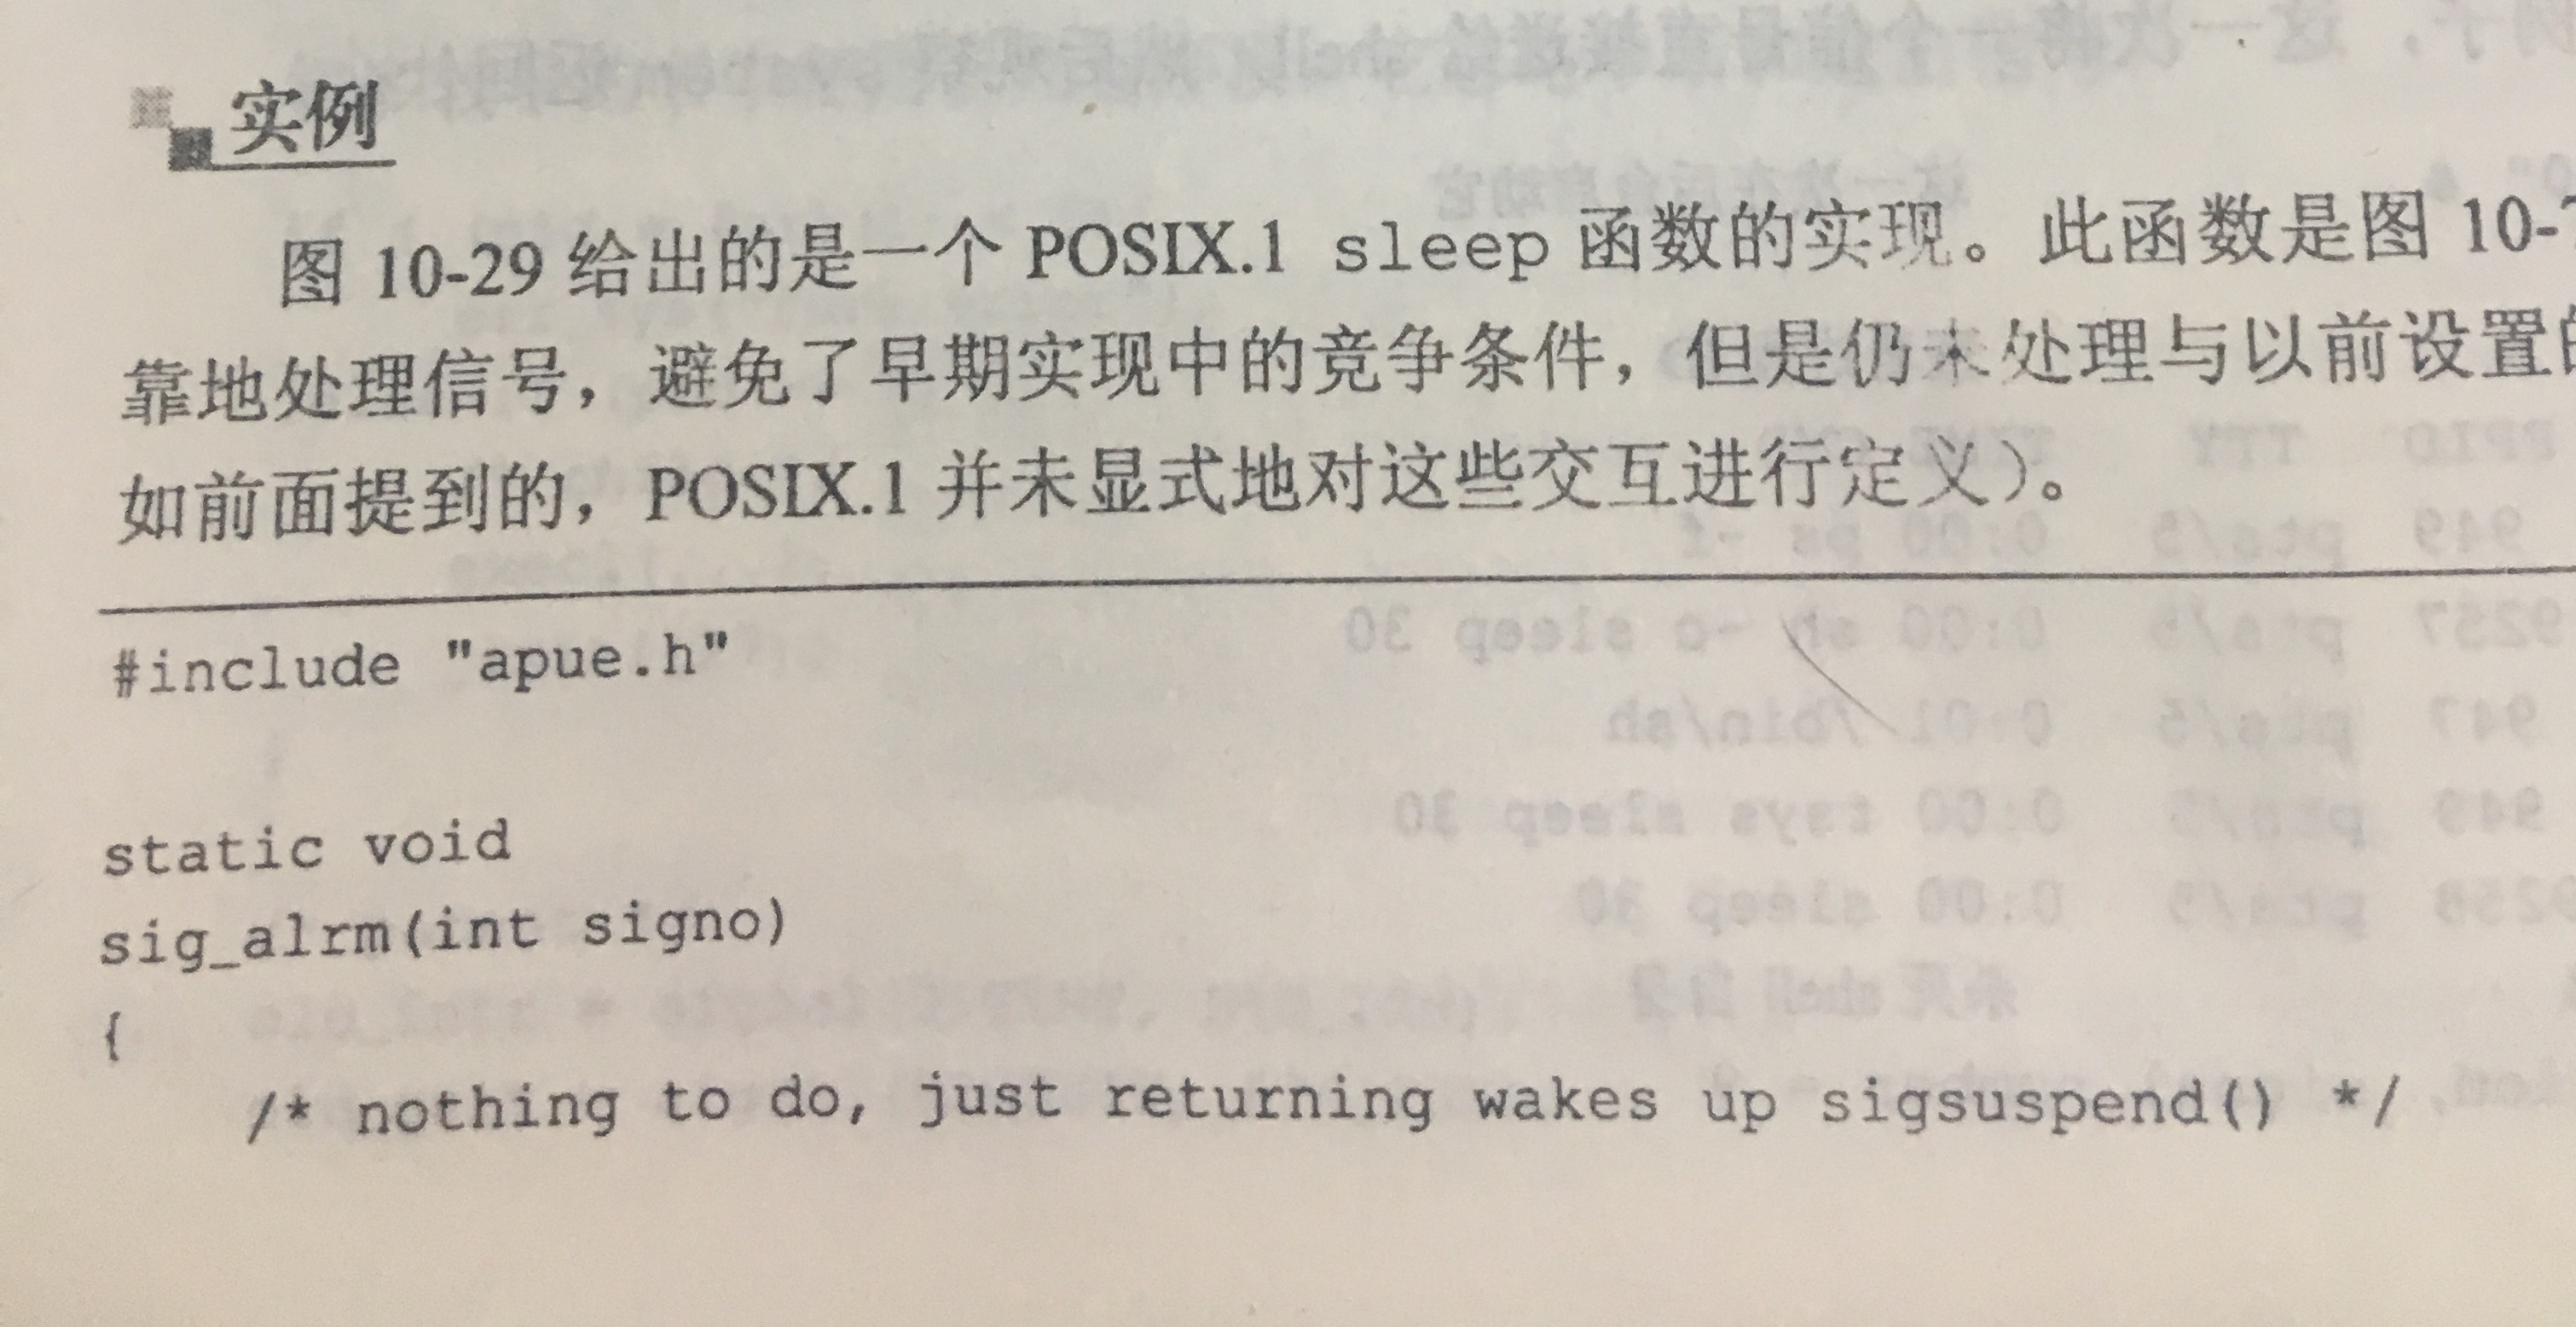 实例
图 10-29 给出的是一个 POSIX.1 sleep 函数的实现。此函数是图 10-
靠地处理信号，避免了早期实现中的竞争条件，但是仍未处理与以前设置的
如前面提到的，POSIX.1 并未显式地对这些交互进行定义）。
#include "apue.h"
static void
sig_alrm(int signo)
{
/* nothing to do, just returning wakes up sigsuspend() */